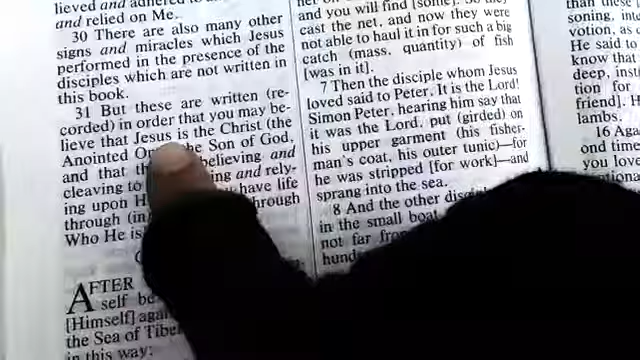 lieved and adhered to
and relied on Me.
30 There are also many other
signs and miracles which Jesus
performed in the presence of the
disciples which are not written in
this book.
31 But these are written (re-
corded) in order that you may be-
lieve that Jesus is the Christ (the
Anointed the Son of God,
and that believing and
cleaving to and rely-
ing upon have life
through (in) through
Who He is
AFTER
self
[Himself]
the Sea of
in this way:
and you will find [some].
cast the net, and now they were
not able to haul it in for such a big
catch (mass, quantity) of fish
[was in it].
7 Then the disciple whom Jesus
loved said to Peter, It is the Lord!
Simon Peter, hearing him say that
it was the Lord, put (girded) on
his upper garment (his fisher-
man's coat, his outer tunic)—for
he was stripped [for work]—and
sprang into the sea.
8 And the other
in the small boat
not far
than these
soning,
votion, as
He said to
know that
deep,
tion for
friend]. H
lambs.
16 Aga
ond time
you love